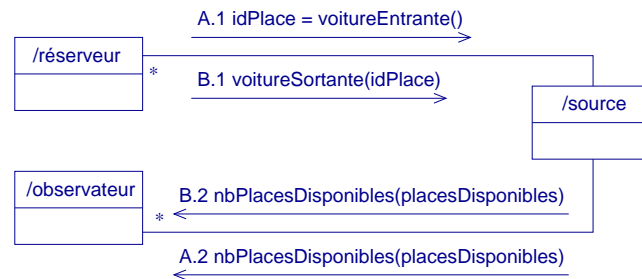 A.1 idPlace = voitureEntrante()
/réserveur
*
B.1 voitureSortante(idPlace)
/source
/observateur
B.2 nbPlacesDisponibles(placesDisponibles)
*
A.2 nbPlacesDisponibles(placesDisponibles)